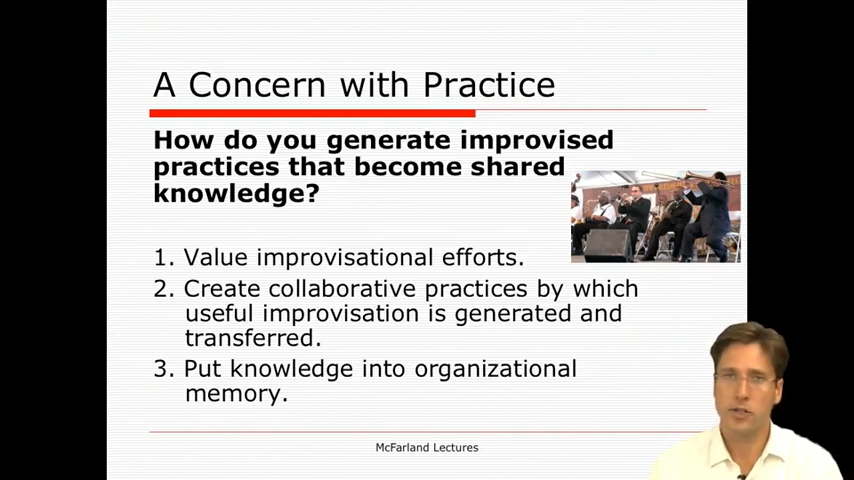 A Concern with Practice
How do you generate improvised
practices that become shared
knowledge?
1. Value improvisational efforts.
2. Create collaborative practices by which
useful improvisation is generated and
transferred.
3. Put knowledge into organizational
memory.
McFarland Lectures